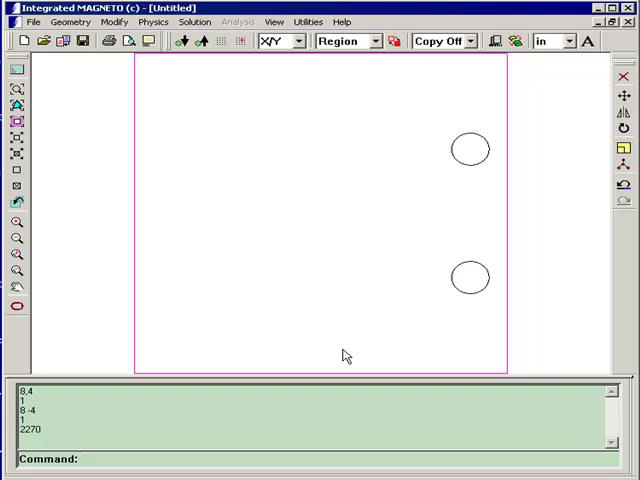 Integrated MAGNETO (c) - [Untitled]
File Geometry Modify Physics Solution Analysis View Utilities Help
X/Y Region Copy Off in A
8,4
1
8 -4
1
2270
Command: